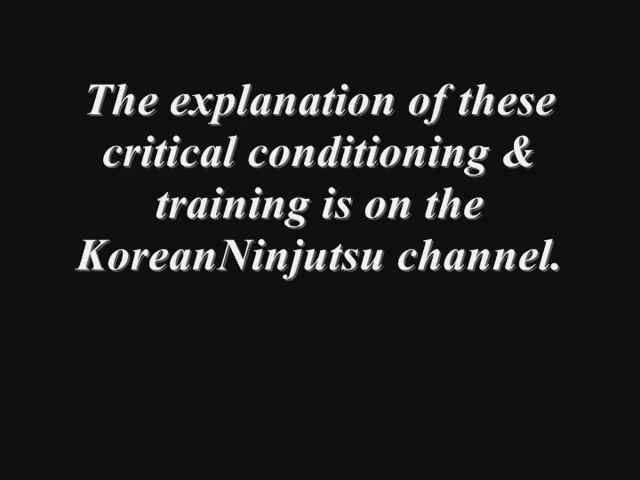 The explanation of these
critical conditioning &
training is on the
KoreanNinjutsu channel.